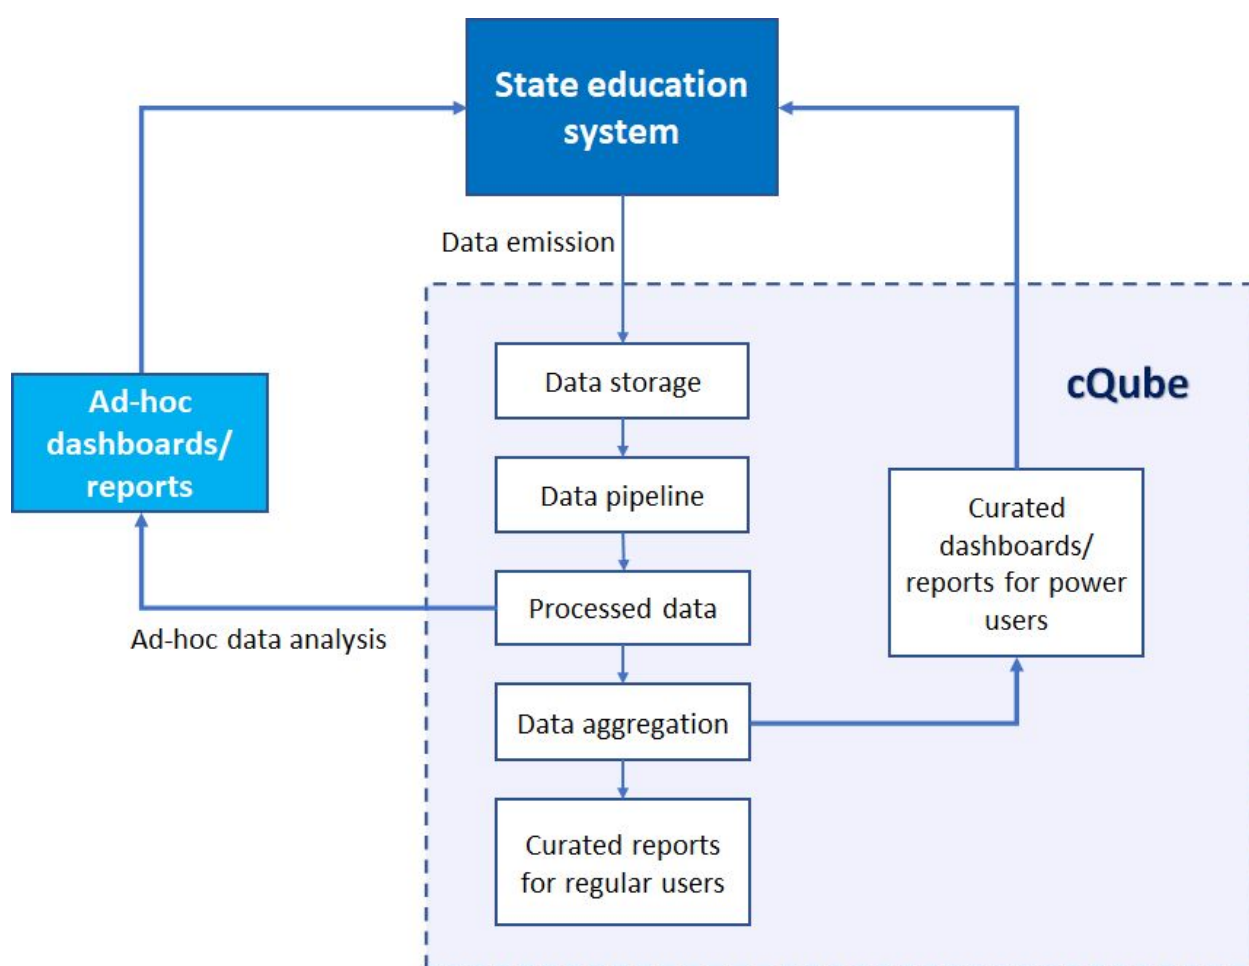 State education
system
Data emission
Data storage
cQube
Ad-hoc
dashboards/
reports
Data pipeline
Curated
dashboards/
reports for power
users
Processed data
Ad-hoc data analysis
Data aggregation
Curated reports
for regular users